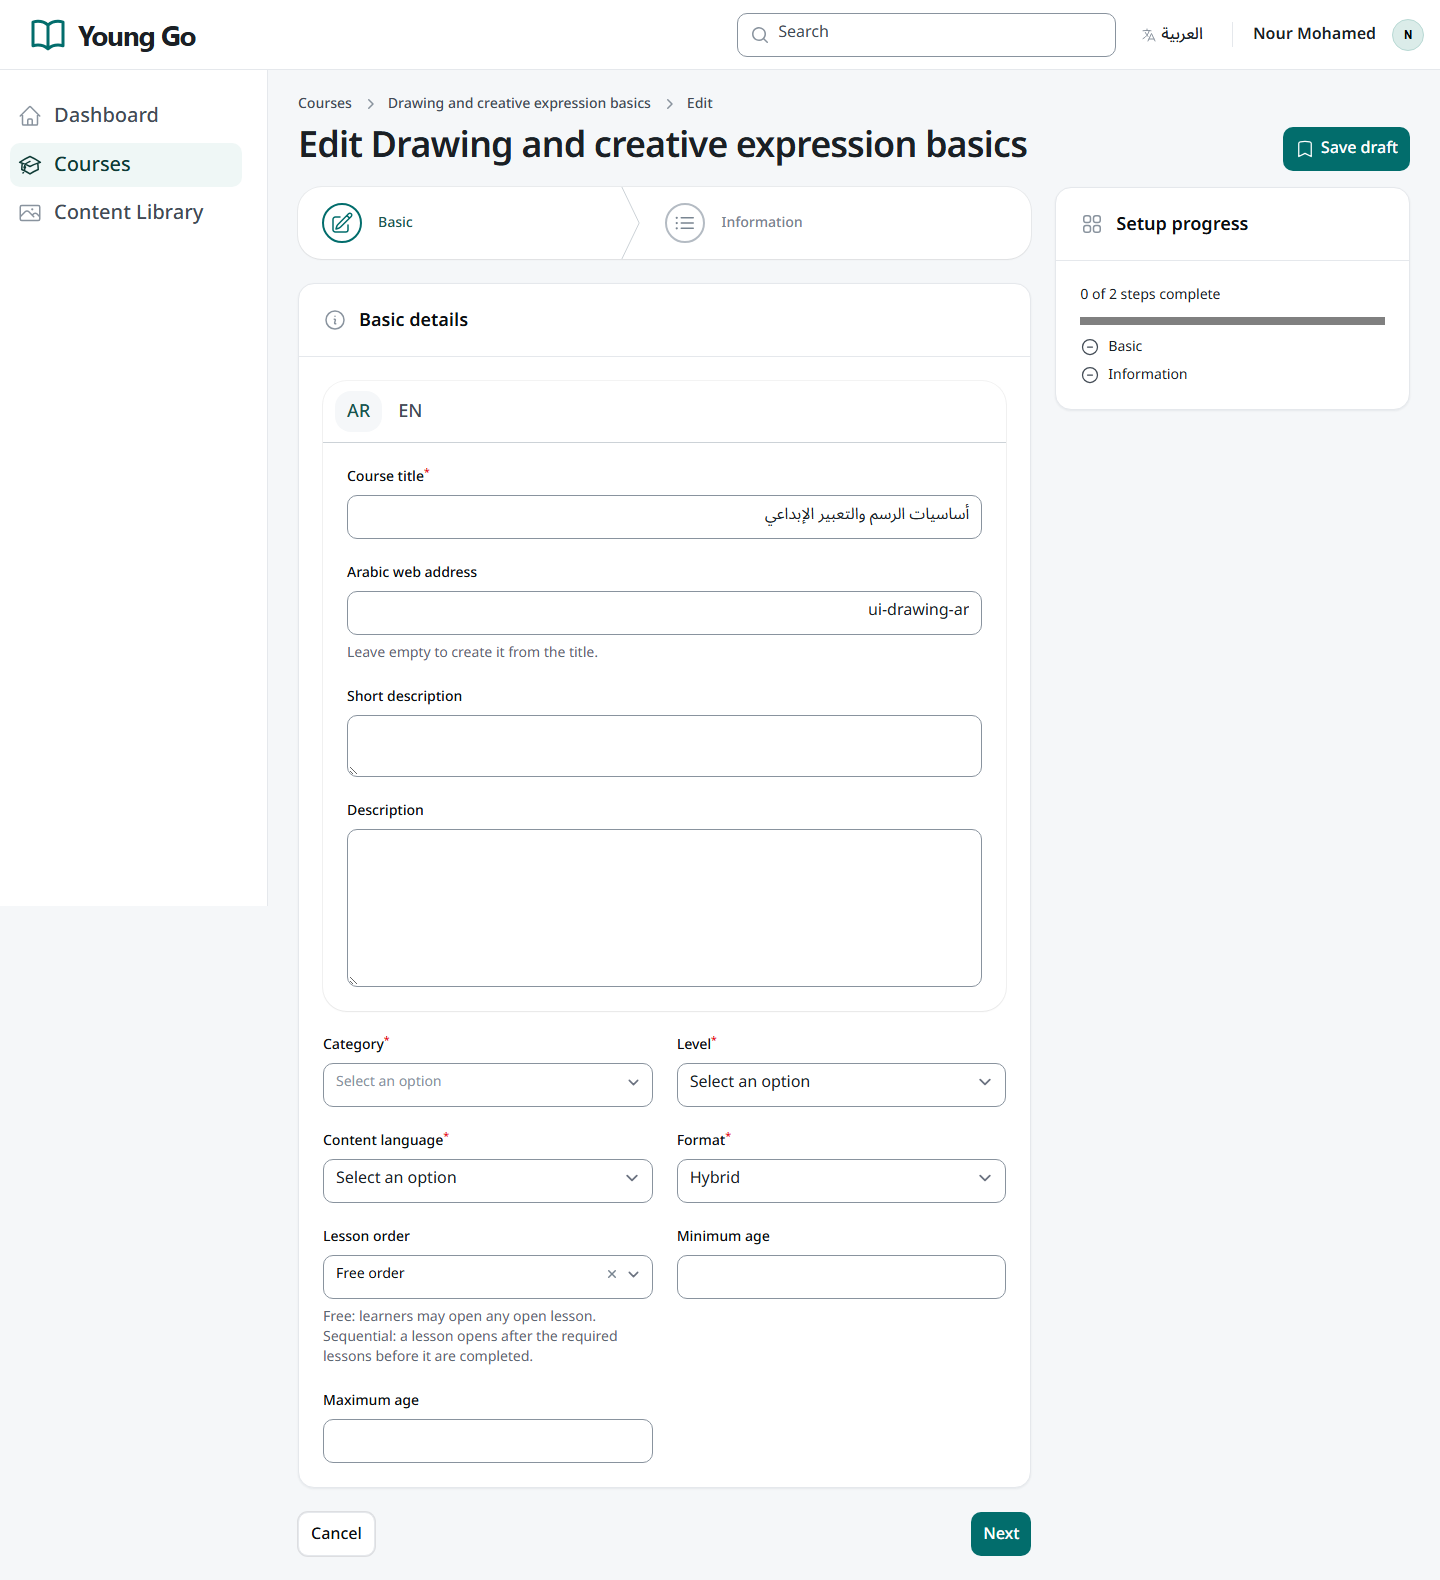 Young Go
Search
العربية
Nour Mohamed
N
Dashboard
Courses
Content Library
Courses
Drawing and creative expression basics
Edit
Edit Drawing and creative expression basics
Save draft
Basic
Information
Setup progress
0 of 2 steps complete
Basic
Information
Basic details
AR
EN
Course title*
أساسيات الرسم والتعبير الإبداعي
Arabic web address
ui-drawing-ar
Leave empty to create it from the title.
Short description
Description
Category*
Level*
Select an option
Select an option
Content language*
Format*
Select an option
Hybrid
Lesson order
Minimum age
Free order
Free: learners may open any open lesson.
Sequential: a lesson opens after the required
lessons before it are completed.
Maximum age
Cancel
Next